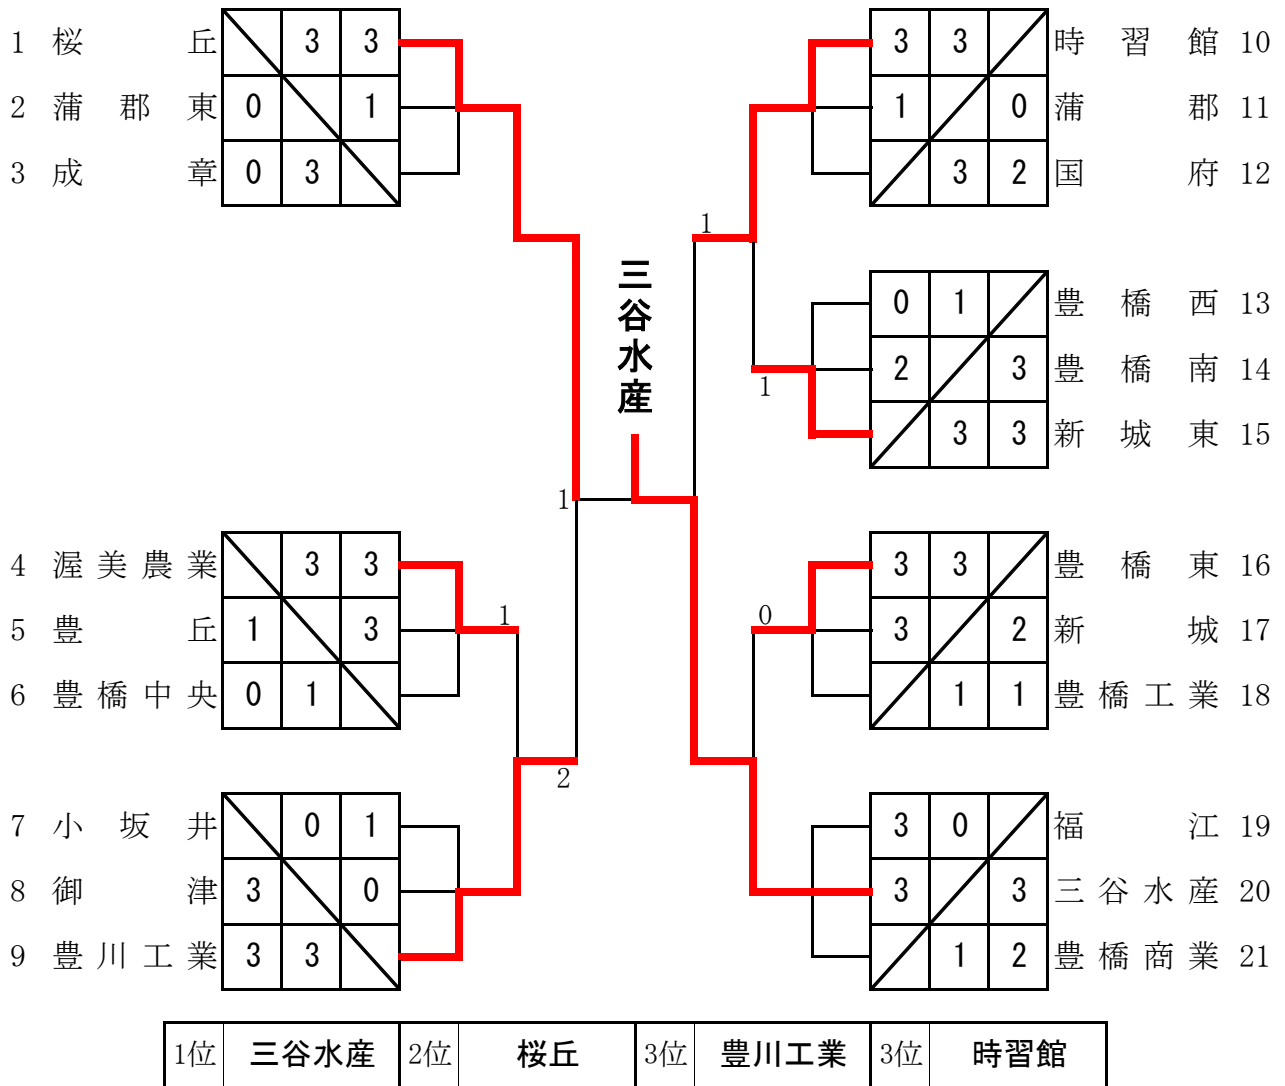 1 桜丘 3 3
2 蒲郡東 0 1
3 成章 0 3
4 渥美農業 3 3
5 豊丘 1 3
6 豊橋中央 0 1
7 小坂井 0 1
8 御津 3 0
9 豊川工業 3 3
1
2
1
三谷水産
1
1
0
3 3 時習館 10
1 0 蒲郡 11
3 2 国府 12
0 1 豊橋西 13
2 3 豊橋南 14
3 3 新城東 15
3 3 豊橋東 16
3 2 新城 17
1 1 豊橋工業 18
3 0 福江 19
3 3 三谷水産 20
1 2 豊橋商業 21
1位 三谷水産 2位 桜丘 3位 豊川工業 3位 時習館